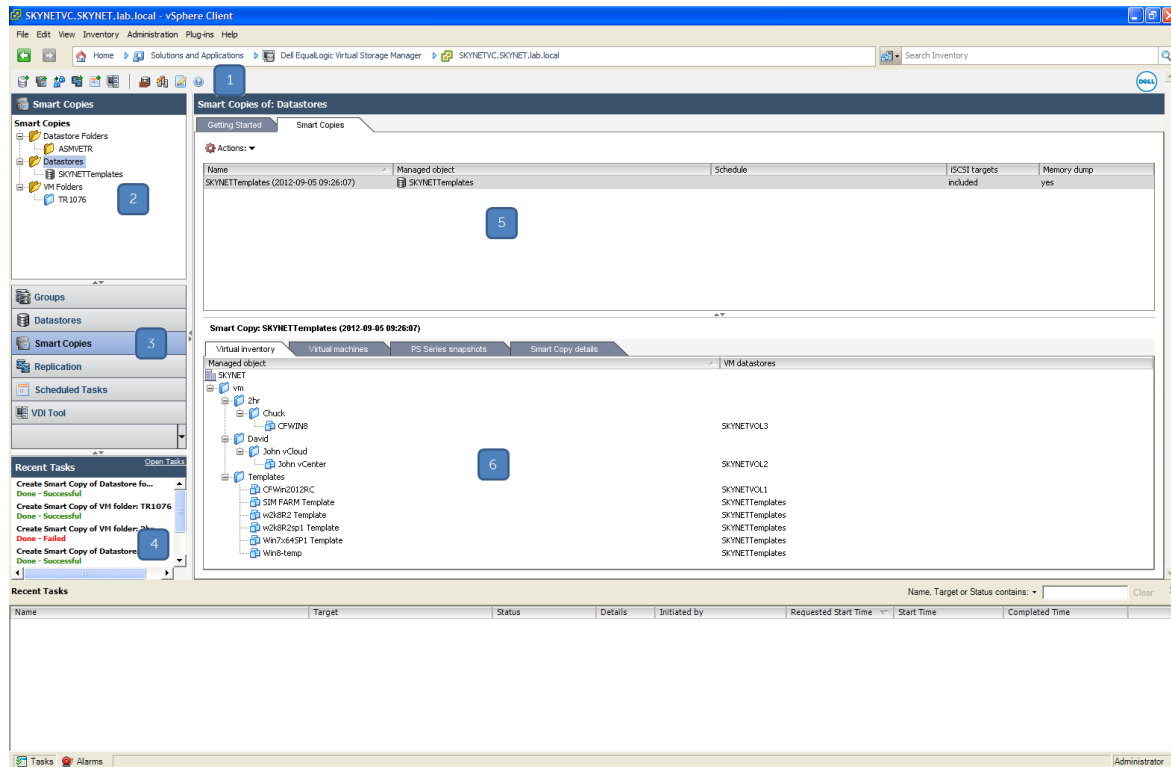 SKYNETVC.SKYNET.lab.local - vSphere Client
File Edit View Inventory Administration Plug-ins Help
Home Solutions and Applications Dell EqualLogic Virtual Storage Manager SKYNETVC.SKYNET.lab.local Search Inventory
1
DELL
Smart Copies
Smart Copies
Datastore Folders
ASMVETR
Datastores
SKYNETTemplates
VM Folders
TR1076
2
Groups
Datastores
Smart Copies
3
Replication
Scheduled Tasks
VDI Tool
Recent Tasks Open Tasks
Create Smart Copy of Datastore fo...
Done - Successful
Create Smart Copy of VM folder: TR1076
Done - Successful
Create Smart Copy of VM folder: 2hr
Done - Failed
4
Create Smart Copy of Datastore
Done - Successful
Smart Copies of: Datastores
Getting Started Smart Copies
Actions:
Name Managed object Schedule iSCSI targets Memory dump
SKYNETTemplates (2012-09-05 09:26:07) SKYNETTemplates included yes
5
Smart Copy: SKYNETTemplates (2012-09-05 09:26:07)
Virtual inventory Virtual machines PS Series snapshots Smart Copy details
Managed object VM datastores
SKYNET
vm
2hr
Chuck
CFWIN8 SKYNETVOL3
David
John vCloud
John vCenter SKYNETVOL2
6
Templates
CFWin2012RC SKYNETVOL1
SIM FARM Template SKYNETTemplates
w2k8R2 Template SKYNETTemplates
w2k8R2sp1 Template SKYNETTemplates
Win7x64SP1 Template SKYNETTemplates
Win8-temp SKYNETTemplates
Recent Tasks Name, Target or Status contains: Clear
Name Target Status Details Initiated by Requested Start Time Start Time Completed Time
Tasks Alarms Administrator